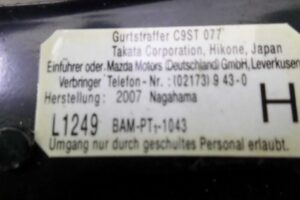 Gurtstraffer C9ST 077
Takata Corporation, Hikone, Japan
Einführer oder Mazda Motors (Deutschland) GmbH, Leverkusen
Verbringer Telefon-Nr.: (02173) 9 43-0
Herstellung: 2007 Nagahama
H
L1249 BAM-PT₁-1043
Umgang nur durch geschultes Personal erlaubt.